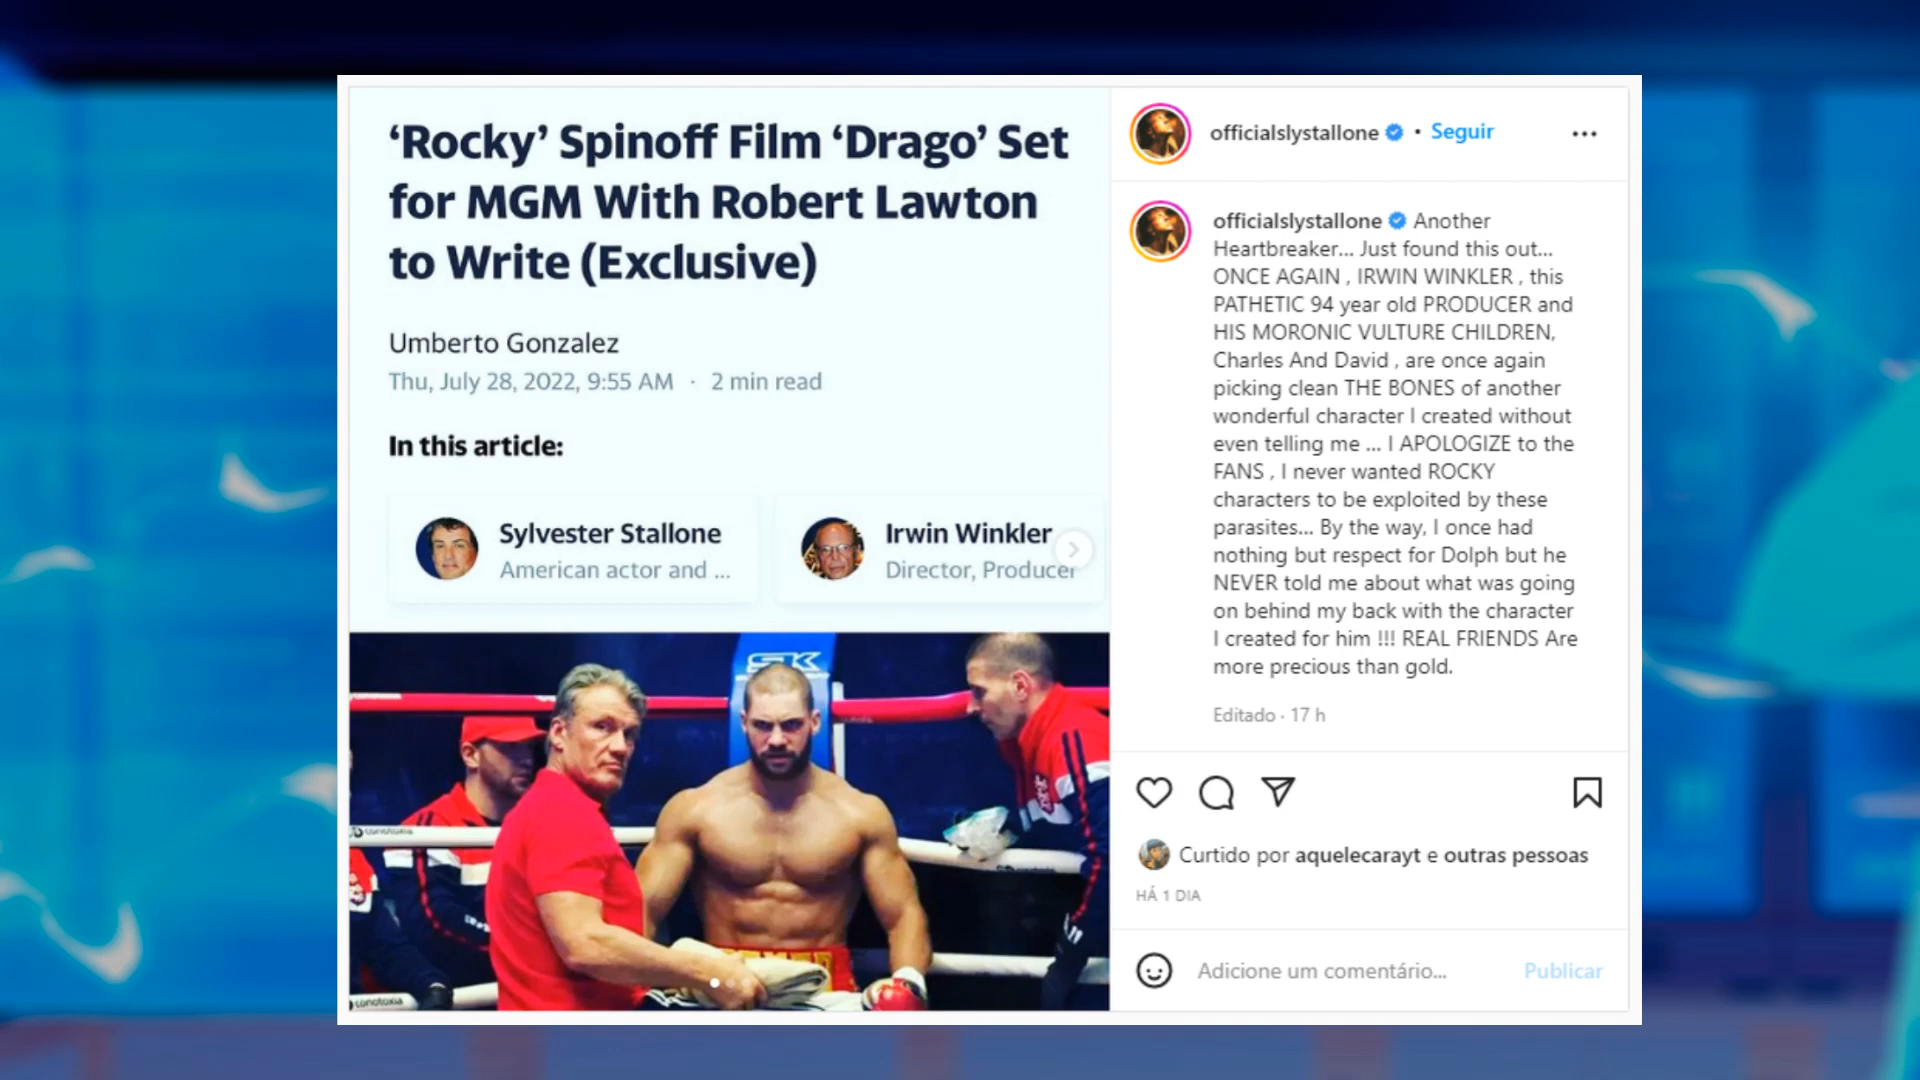 ‘Rocky’ Spinoff Film ‘Drago’ Set
for MGM With Robert Lawton
to Write (Exclusive)
Umberto Gonzalez
Thu, July 28, 2022, 9:55 AM · 2 min read
In this article:
Sylvester Stallone
American actor and ...
Irwin Winkler
Director, Producer
SK
conotoxia
conotoxia
officialslystallone • Seguir
officialslystallone Another
Heartbreaker... Just found this out...
ONCE AGAIN , IRWIN WINKLER , this
PATHETIC 94 year old PRODUCER and
HIS MORONIC VULTURE CHILDREN,
Charles And David , are once again
picking clean THE BONES of another
wonderful character I created without
even telling me ... I APOLOGIZE to the
FANS , I never wanted ROCKY
characters to be exploited by these
parasites... By the way, I once had
nothing but respect for Dolph but he
NEVER told me about what was going
on behind my back with the character
I created for him !!! REAL FRIENDS Are
more precious than gold.
Editado · 17 h
Curtido por aquelecarayt e outras pessoas
HÁ 1 DIA
Adicione um comentário...
Publicar